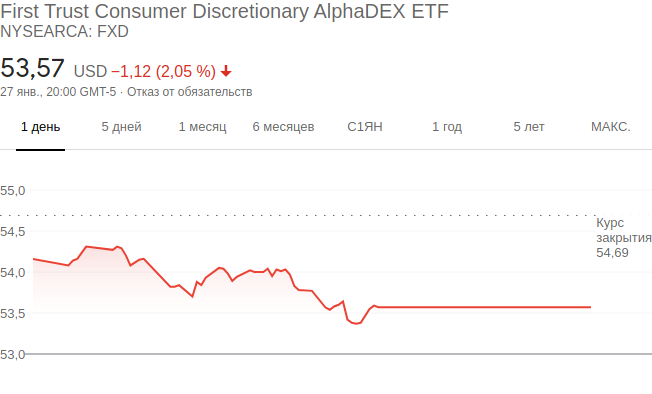 First Trust Consumer Discretionary AlphaDEX ETF
NYSEARCA: FXD
53,57 USD −1,12 (2,05 %)
27 янв., 20:00 GMT-5 · Отказ от обязательств
1 день 5 дней 1 месяц 6 месяцев С1ЯН 1 год 5 лет МАКС.
55,0
54,5
54,0
53,5
53,0
Курс
закрытия
54,69